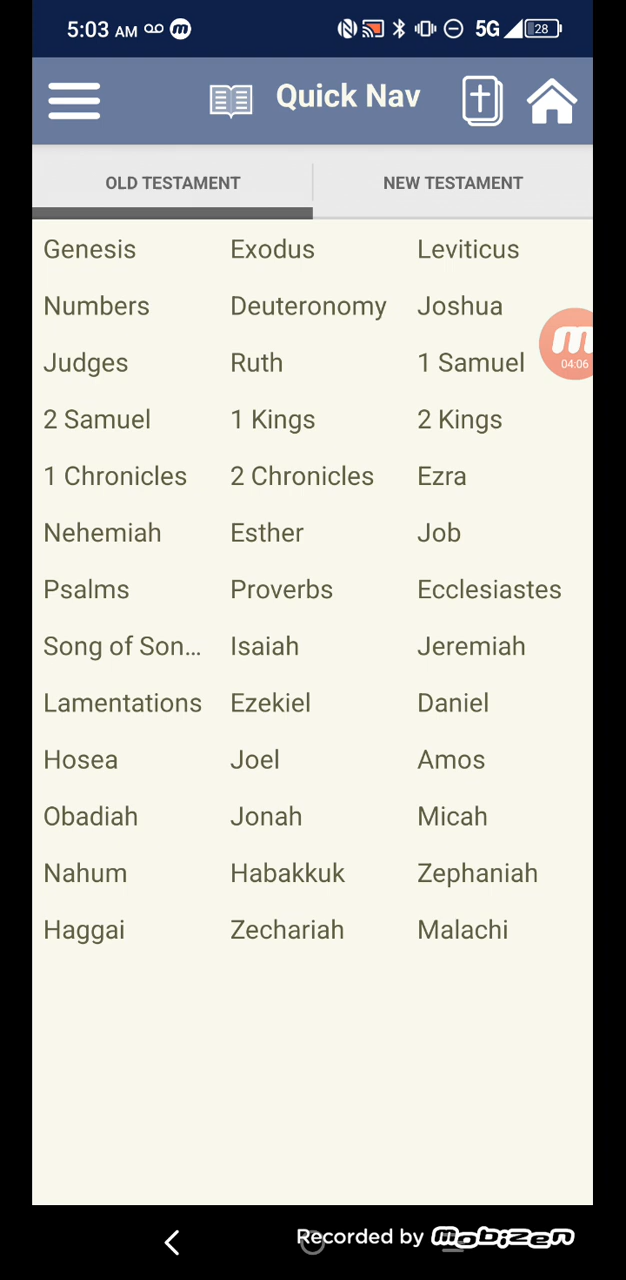 5:03 AM 5G 28
Quick Nav
OLD TESTAMENT NEW TESTAMENT
Genesis Exodus Leviticus
Numbers Deuteronomy Joshua
Judges Ruth 1 Samuel
04:06
2 Samuel 1 Kings 2 Kings
1 Chronicles 2 Chronicles Ezra
Nehemiah Esther Job
Psalms Proverbs Ecclesiastes
Song of Son... Isaiah Jeremiah
Lamentations Ezekiel Daniel
Hosea Joel Amos
Obadiah Jonah Micah
Nahum Habakkuk Zephaniah
Haggai Zechariah Malachi
Recorded by mobizen